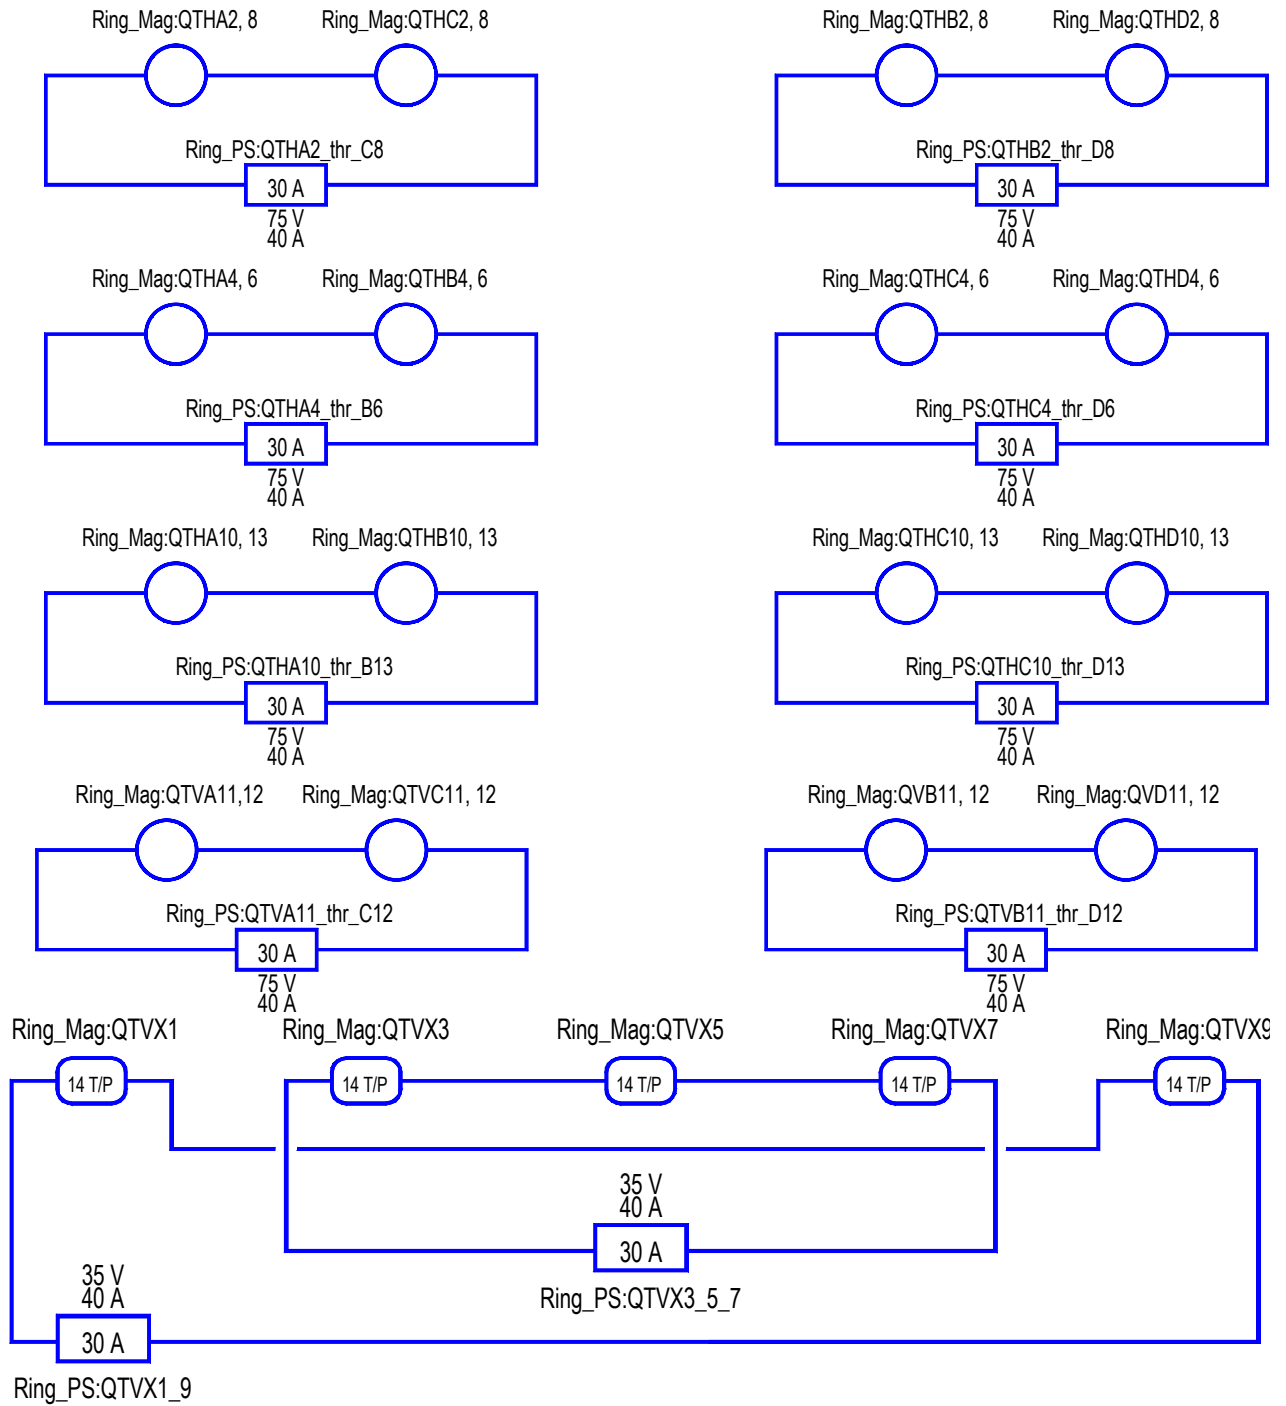 Ring_Mag:QTHA2, 8
Ring_Mag:QTHC2, 8
Ring_Mag:QTHB2, 8
Ring_Mag:QTHD2, 8
Ring_PS:QTHA2_thr_C8
Ring_PS:QTHB2_thr_D8
30 A
30 A
75 V
75 V
40 A
40 A
Ring_Mag:QTHA4, 6
Ring_Mag:QTHB4, 6
Ring_Mag:QTHC4, 6
Ring_Mag:QTHD4, 6
Ring_PS:QTHA4_thr_B6
Ring_PS:QTHC4_thr_D6
30 A
30 A
75 V
75 V
40 A
40 A
Ring_Mag:QTHA10, 13
Ring_Mag:QTHB10, 13
Ring_Mag:QTHC10, 13
Ring_Mag:QTHD10, 13
Ring_PS:QTHA10_thr_B13
Ring_PS:QTHC10_thr_D13
30 A
30 A
75 V
75 V
40 A
40 A
Ring_Mag:QTVA11,12
Ring_Mag:QTVC11, 12
Ring_Mag:QVB11, 12
Ring_Mag:QVD11, 12
Ring_PS:QTVA11_thr_C12
Ring_PS:QTVB11_thr_D12
30 A
30 A
75 V
75 V
40 A
40 A
Ring_Mag:QTVX1
Ring_Mag:QTVX3
Ring_Mag:QTVX5
Ring_Mag:QTVX7
Ring_Mag:QTVX9
14 T/P
14 T/P
14 T/P
14 T/P
14 T/P
35 V
40 A
30 A
Ring_PS:QTVX3_5_7
35 V
40 A
30 A
Ring_PS:QTVX1_9